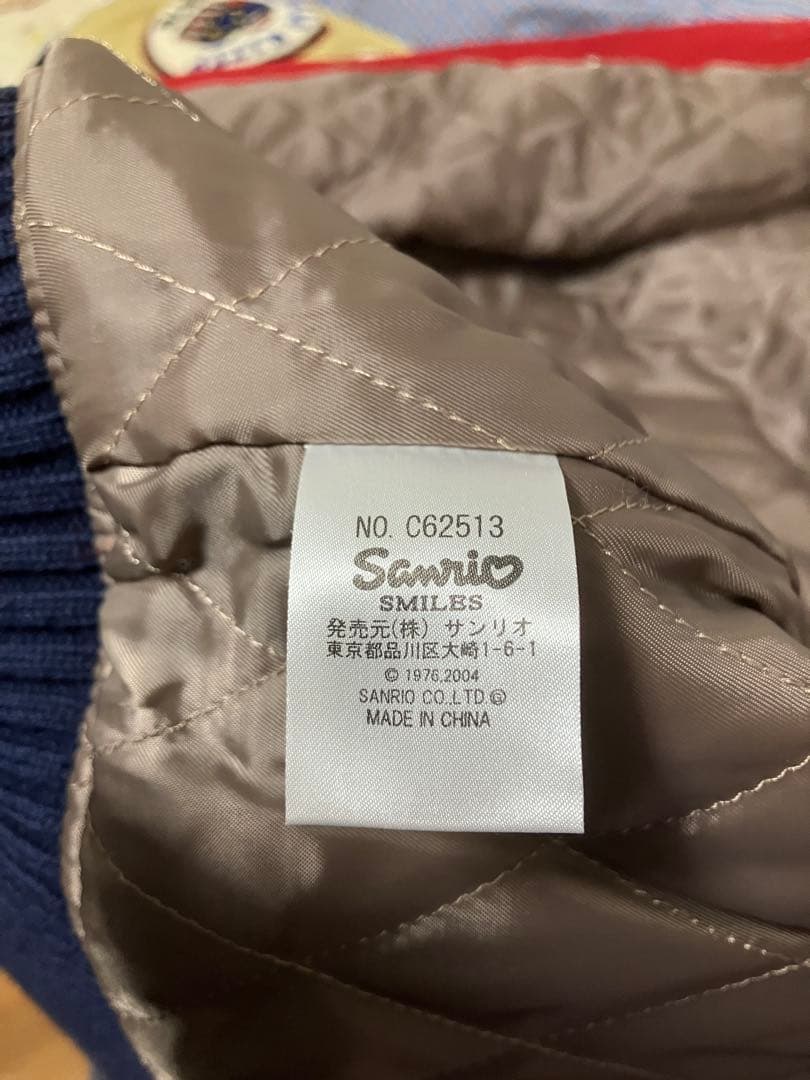 NO. C62513
Sanrio
SMILES
発売元(株) サンリオ
東京都品川区大崎1-6-1
© 1976,2004
SANRIO CO.,LTD Ⓖ
MADE IN CHINA